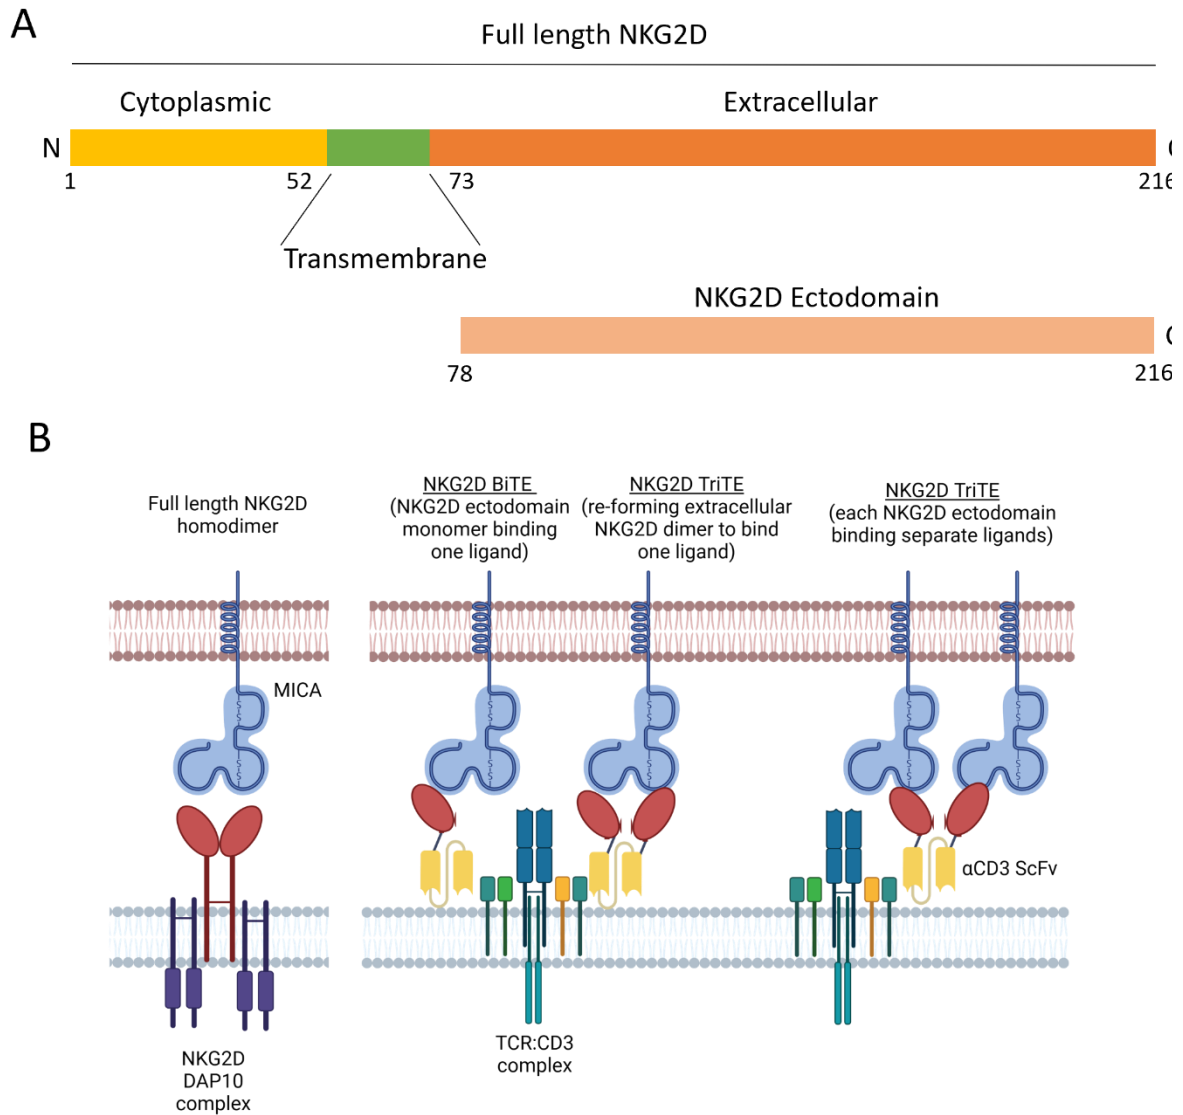 A
Full length NKG2D
Cytoplasmic
Extracellular
N
1
52
73
216
Transmembrane
NKG2D Ectodomain
78
216
B
Full length NKG2D
homodimer
NKG2D BiTE
(NKG2D ectodomain
monomer binding
one ligand)
NKG2D TriTE
(re-forming extracellular
NKG2D dimer to bind
one ligand)
NKG2D TriTE
(each NKG2D ectodomain
binding separate ligands)
MICA
αCD3 ScFv
NKG2D
DAP10
complex
TCR:CD3
complex